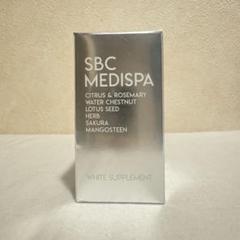 SBC
MEDISPA
CITRUS & ROSEMARY
WATER CHESTNUT
LOTUS SEED
HERB
SAKURA
MANGOSTEEN
WHITE SUPPLEMENT